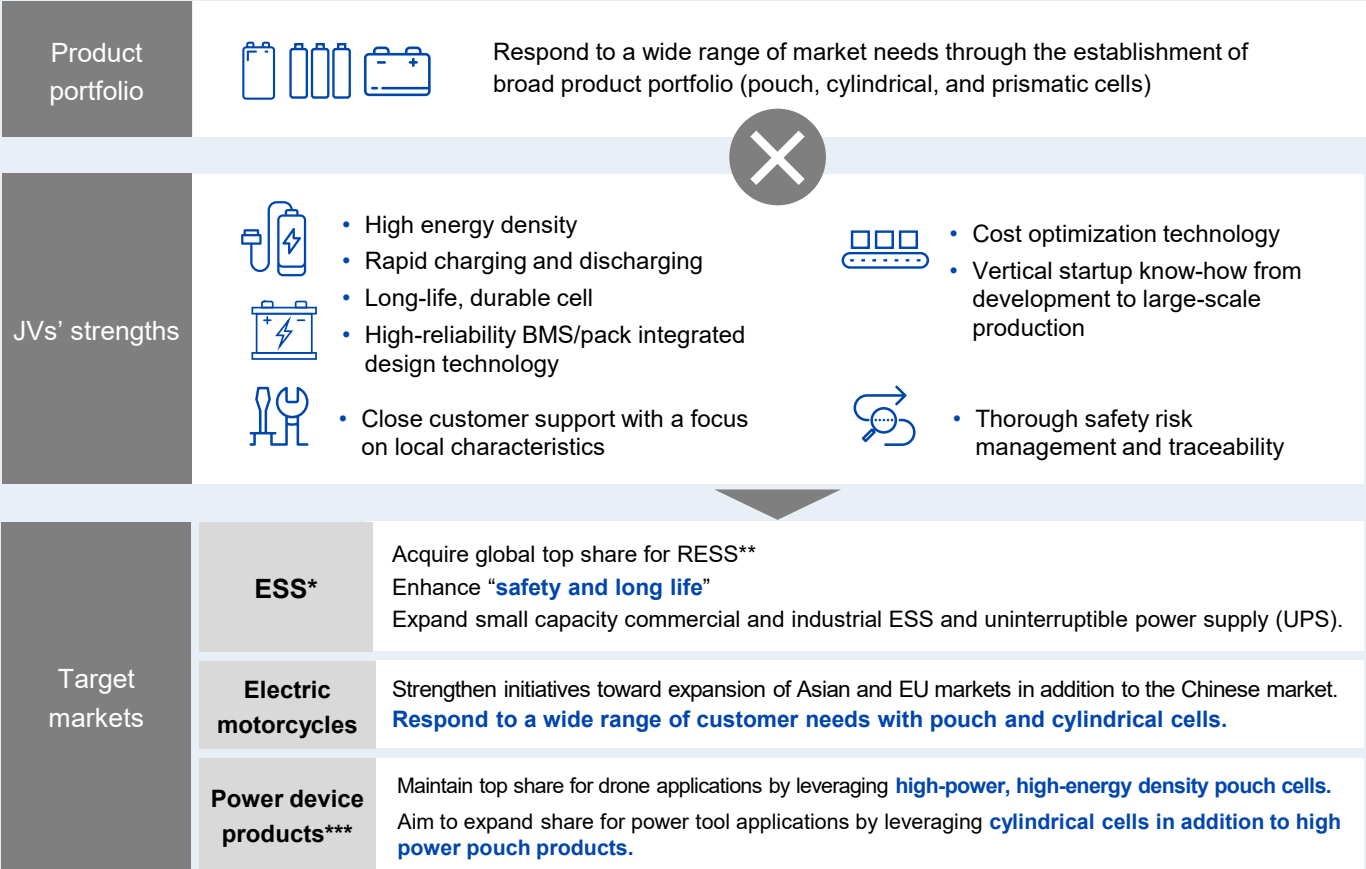 Product
portfolio
Respond to a wide range of market needs through the establishment of
broad product portfolio (pouch, cylindrical, and prismatic cells)
JVs’ strengths
• High energy density
• Rapid charging and discharging
• Long-life, durable cell
• High-reliability BMS/pack integrated
design technology
• Close customer support with a focus
on local characteristics
• Cost optimization technology
• Vertical startup know-how from
development to large-scale
production
• Thorough safety risk
management and traceability
Target
markets
ESS*
Acquire global top share for RESS**
Enhance “safety and long life”
Expand small capacity commercial and industrial ESS and uninterruptible power supply (UPS).
Electric
motorcycles
Strengthen initiatives toward expansion of Asian and EU markets in addition to the Chinese market.
Respond to a wide range of customer needs with pouch and cylindrical cells.
Power device
products***
Maintain top share for drone applications by leveraging high-power, high-energy density pouch cells.
Aim to expand share for power tool applications by leveraging cylindrical cells in addition to high
power pouch products.